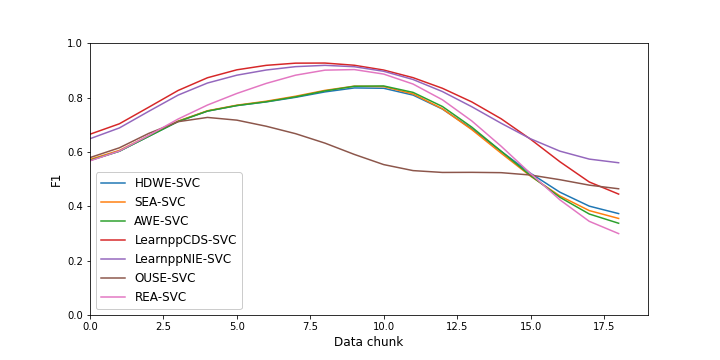 1.0
0.8
0.6
0.4
0.2
0.0
F1
HDWE-SVC
SEA-SVC
AWE-SVC
LearnppCDS-SVC
LearnppNIE-SVC
OUSE-SVC
REA-SVC
0.0 2.5 5.0 7.5 10.0 12.5 15.0 17.5
Data chunk